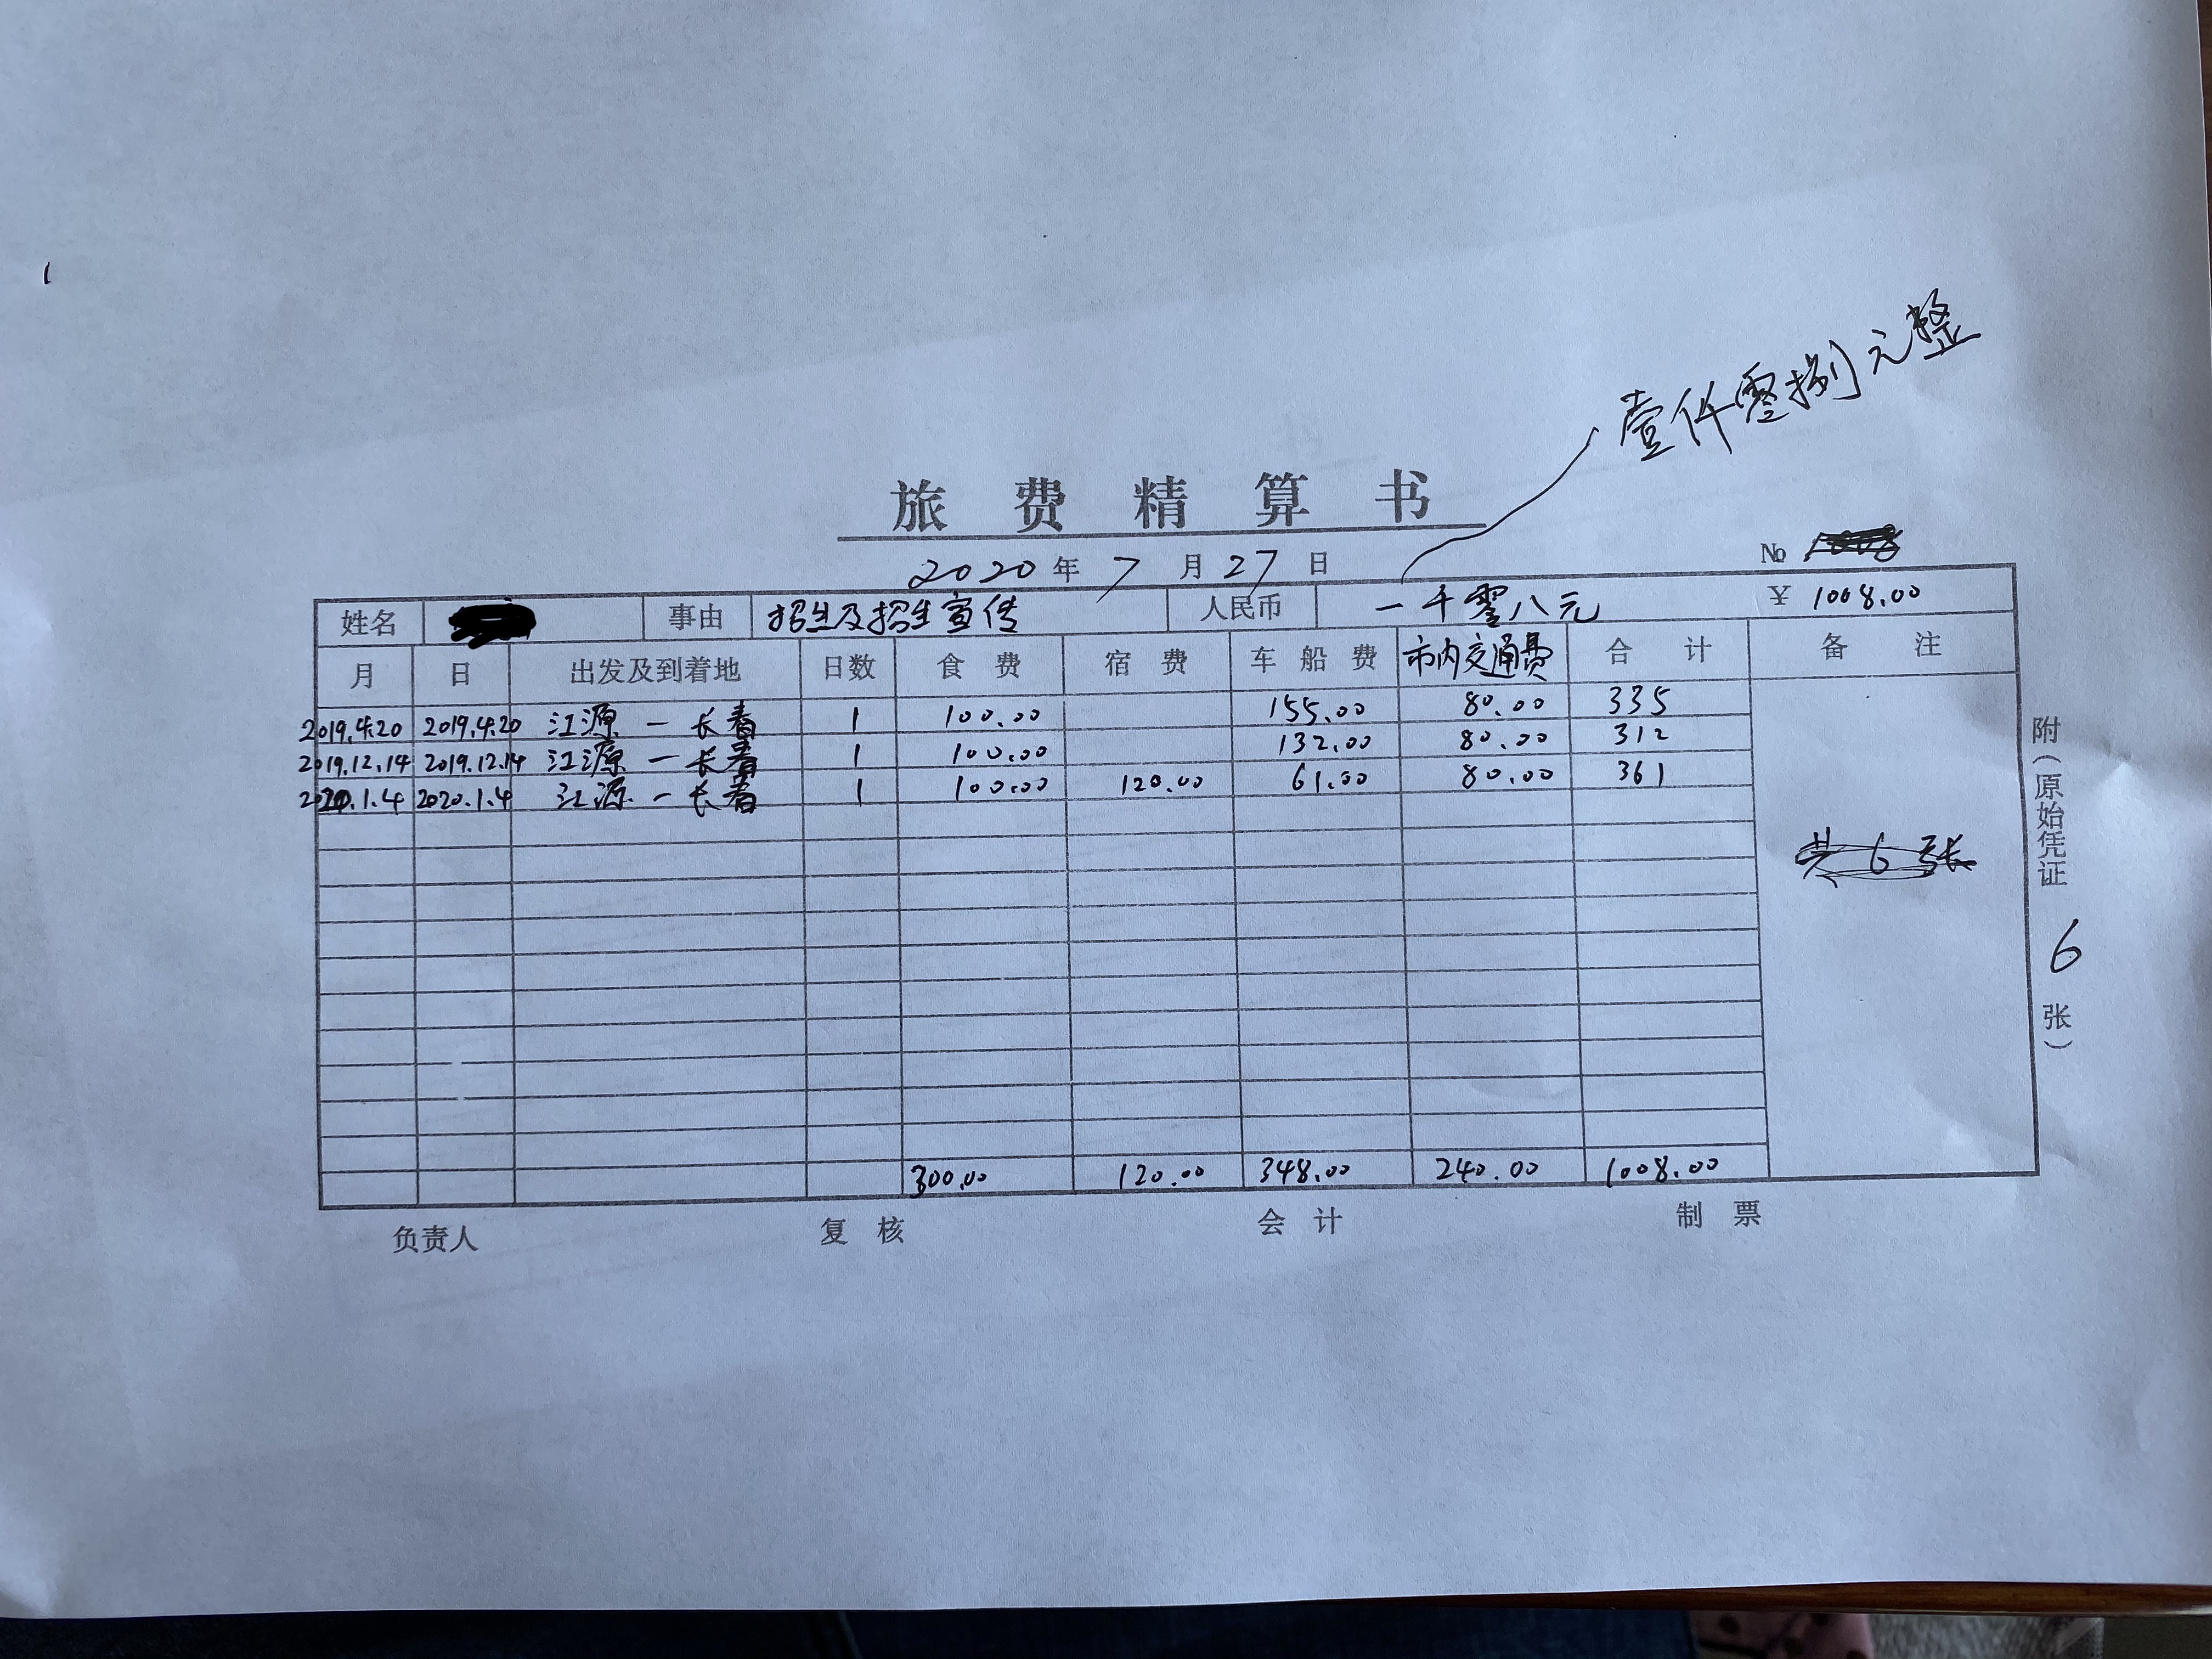 壹仟零捌元整
旅费精算书
2020年7月27日 No
姓名 事由 招生及招生宣传 人民币 一千零八元 ¥ 1008.00
月 日 出发及到着地 日数 食费 宿费 车船费 市内交通费 合计 备注
2019.4.20 2019.4.20 江源－长春 1 100.00 155.00 80.00 335
2019.12.14 2019.12.14 江源－长春 1 100.00 132.00 80.00 312
2020.1.4 2020.1.4 江源－长春 1 100.00 120.00 61.00 80.00 361
共6张
300.00 120.00 348.00 240.00 1008.00
附（原始凭证 6 张）
负责人 复核 会计 制票